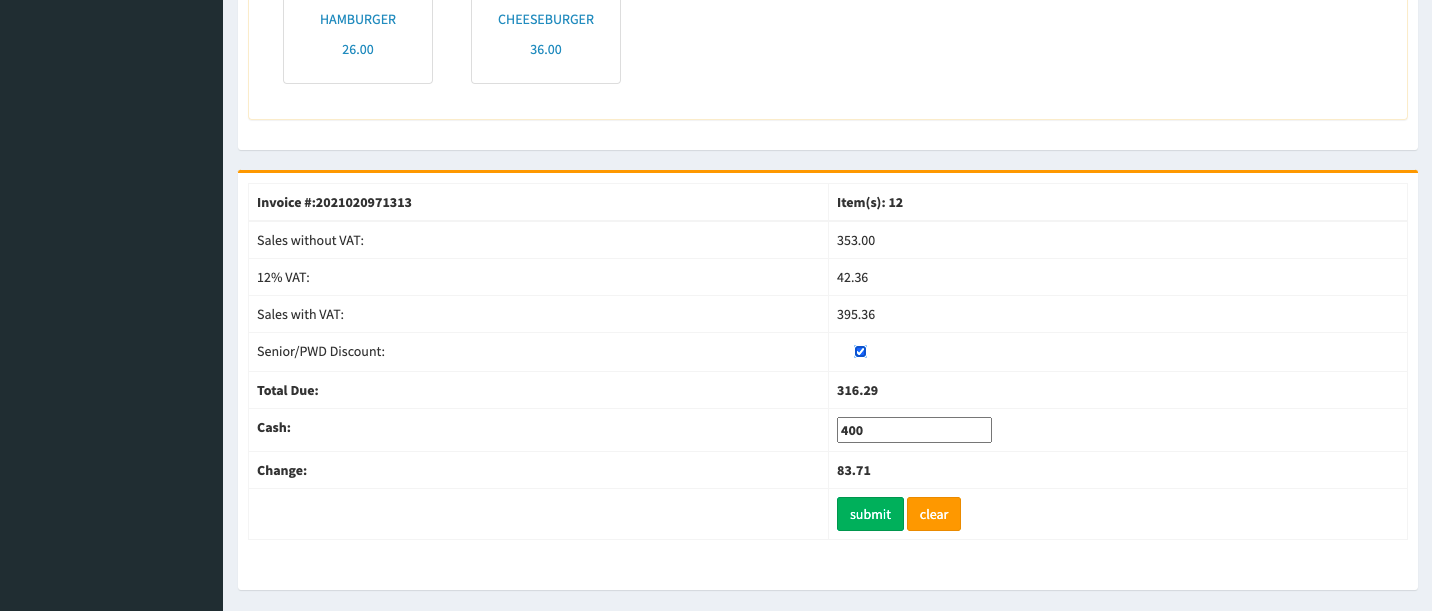 HAMBURGER CHEESEBURGER
26.00 36.00
Invoice #:2021020971313 Item(s): 12
Sales without VAT: 353.00
12% VAT: 42.36
Sales with VAT: 395.36
Senior/PWD Discount:
Total Due: 316.29
Cash: 400
Change: 83.71
submit clear